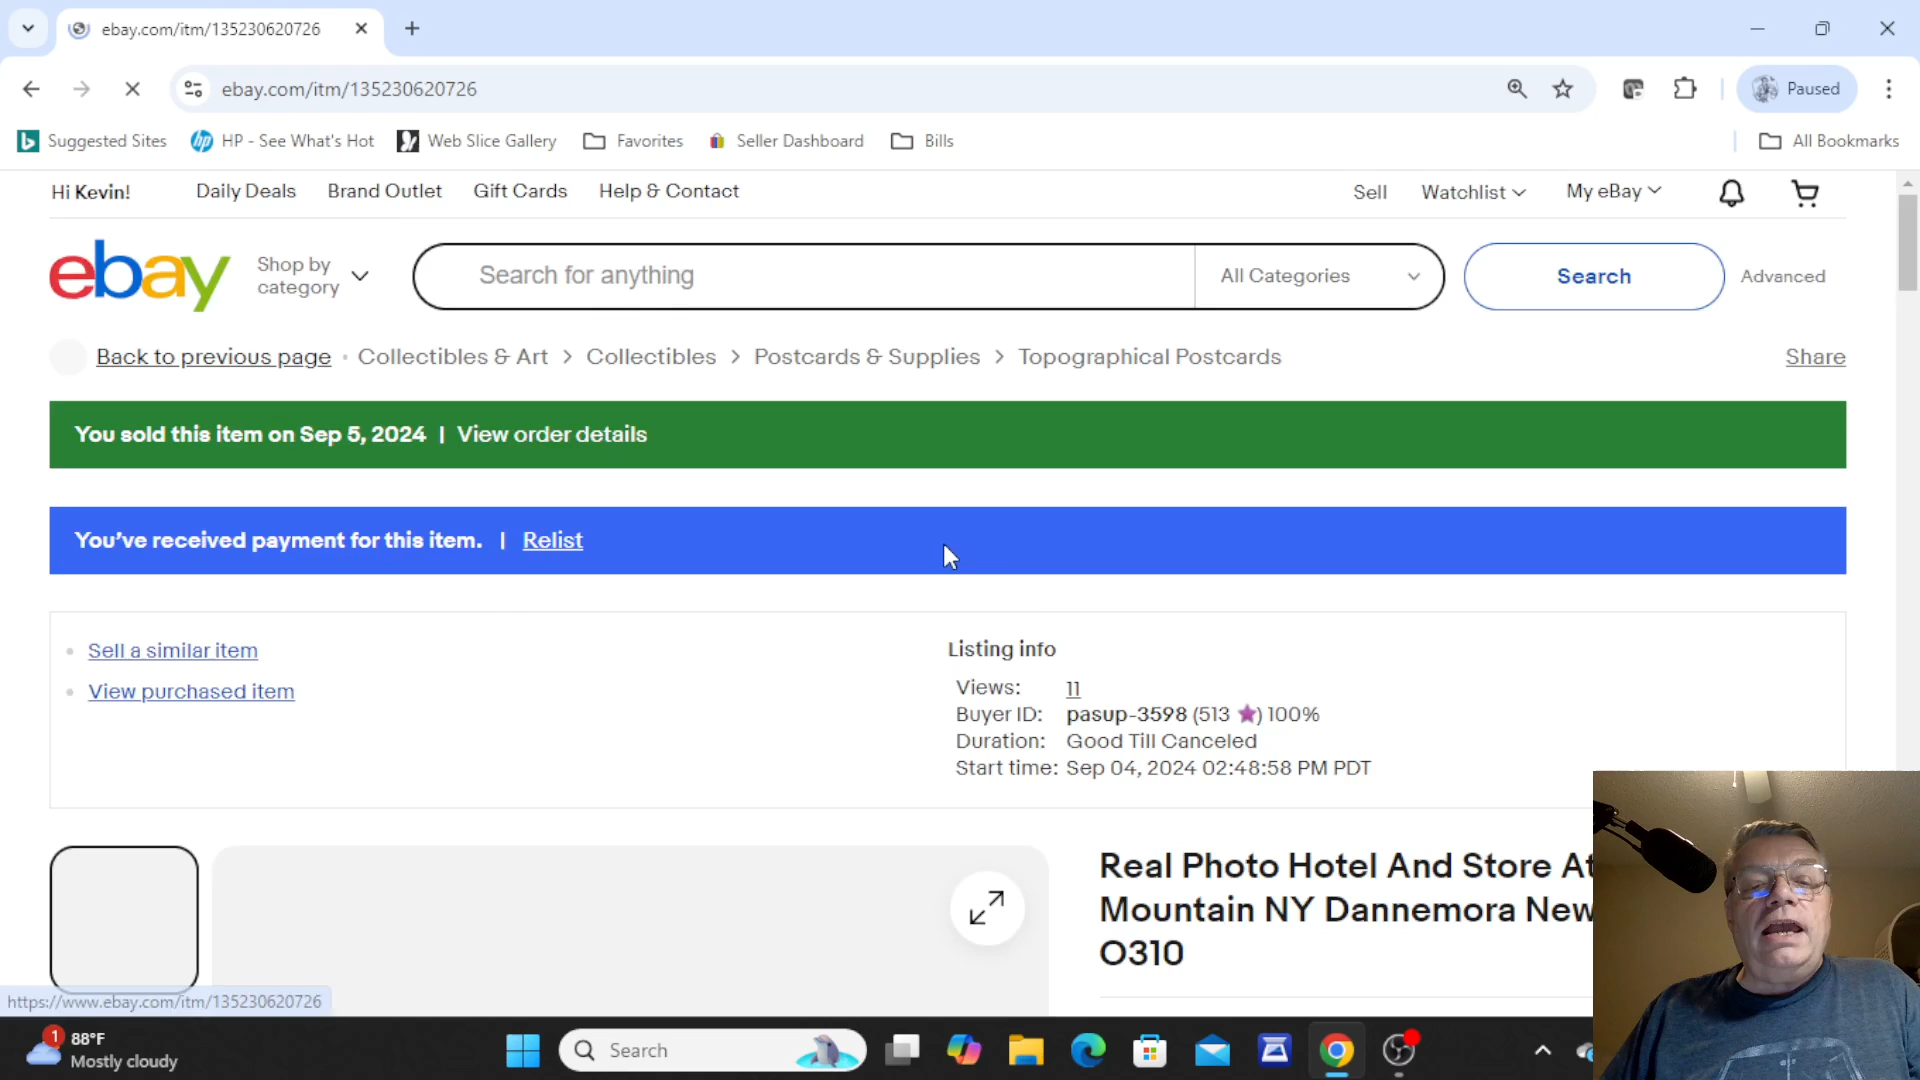 ebay.com/itm/135230620726
ebay.com/itm/135230620726
Paused
Suggested Sites
HP - See What's Hot
Web Slice Gallery
Favorites
Seller Dashboard
Bills
All Bookmarks
Hi Kevin!
Daily Deals
Brand Outlet
Gift Cards
Help & Contact
Sell
Watchlist
My eBay
ebay
Shop by
category
Search for anything
All Categories
Search
Advanced
Back to previous page
Collectibles & Art
Collectibles
Postcards & Supplies
Topographical Postcards
Share
You sold this item on Sep 5, 2024 | View order details
You've received payment for this item. | Relist
Sell a similar item
View purchased item
Listing info
Views: 11
Buyer ID: pasup-3598 (513 ) 100%
Duration: Good Till Canceled
Start time: Sep 04, 2024 02:48:58 PM PDT
Real Photo Hotel And Store At
Mountain NY Dannemora New
O310
https://www.ebay.com/itm/135230620726
1
88°F
Mostly cloudy
Search